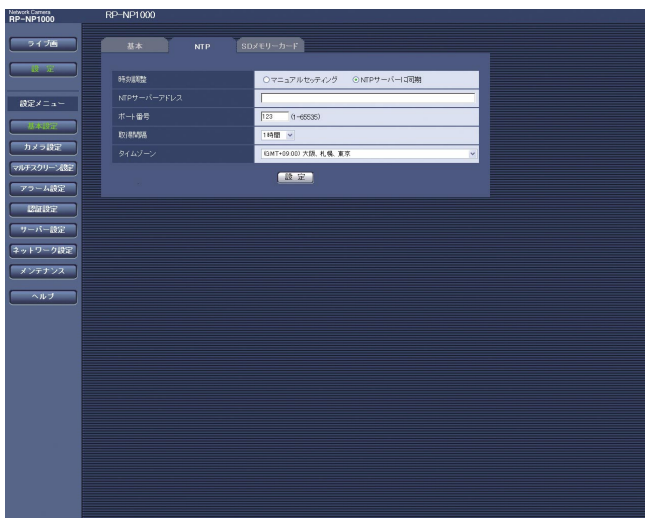 Network Camera
RP-NP1000
RP-NP1000
ライブ画
設 定
設定メニュー
基本設定
カメラ設定
マルチスクリーン設定
アラーム設定
認証設定
サーバー設定
ネットワーク設定
メンテナンス
ヘルプ
基本
NTP
SDメモリーカード
時刻調整
マニュアルセッティング
NTPサーバーに同期
NTPサーバーアドレス
ポート番号
123
(1-65535)
取得間隔
1時間
タイムゾーン
(GMT+09:00) 大阪、札幌、東京
設 定